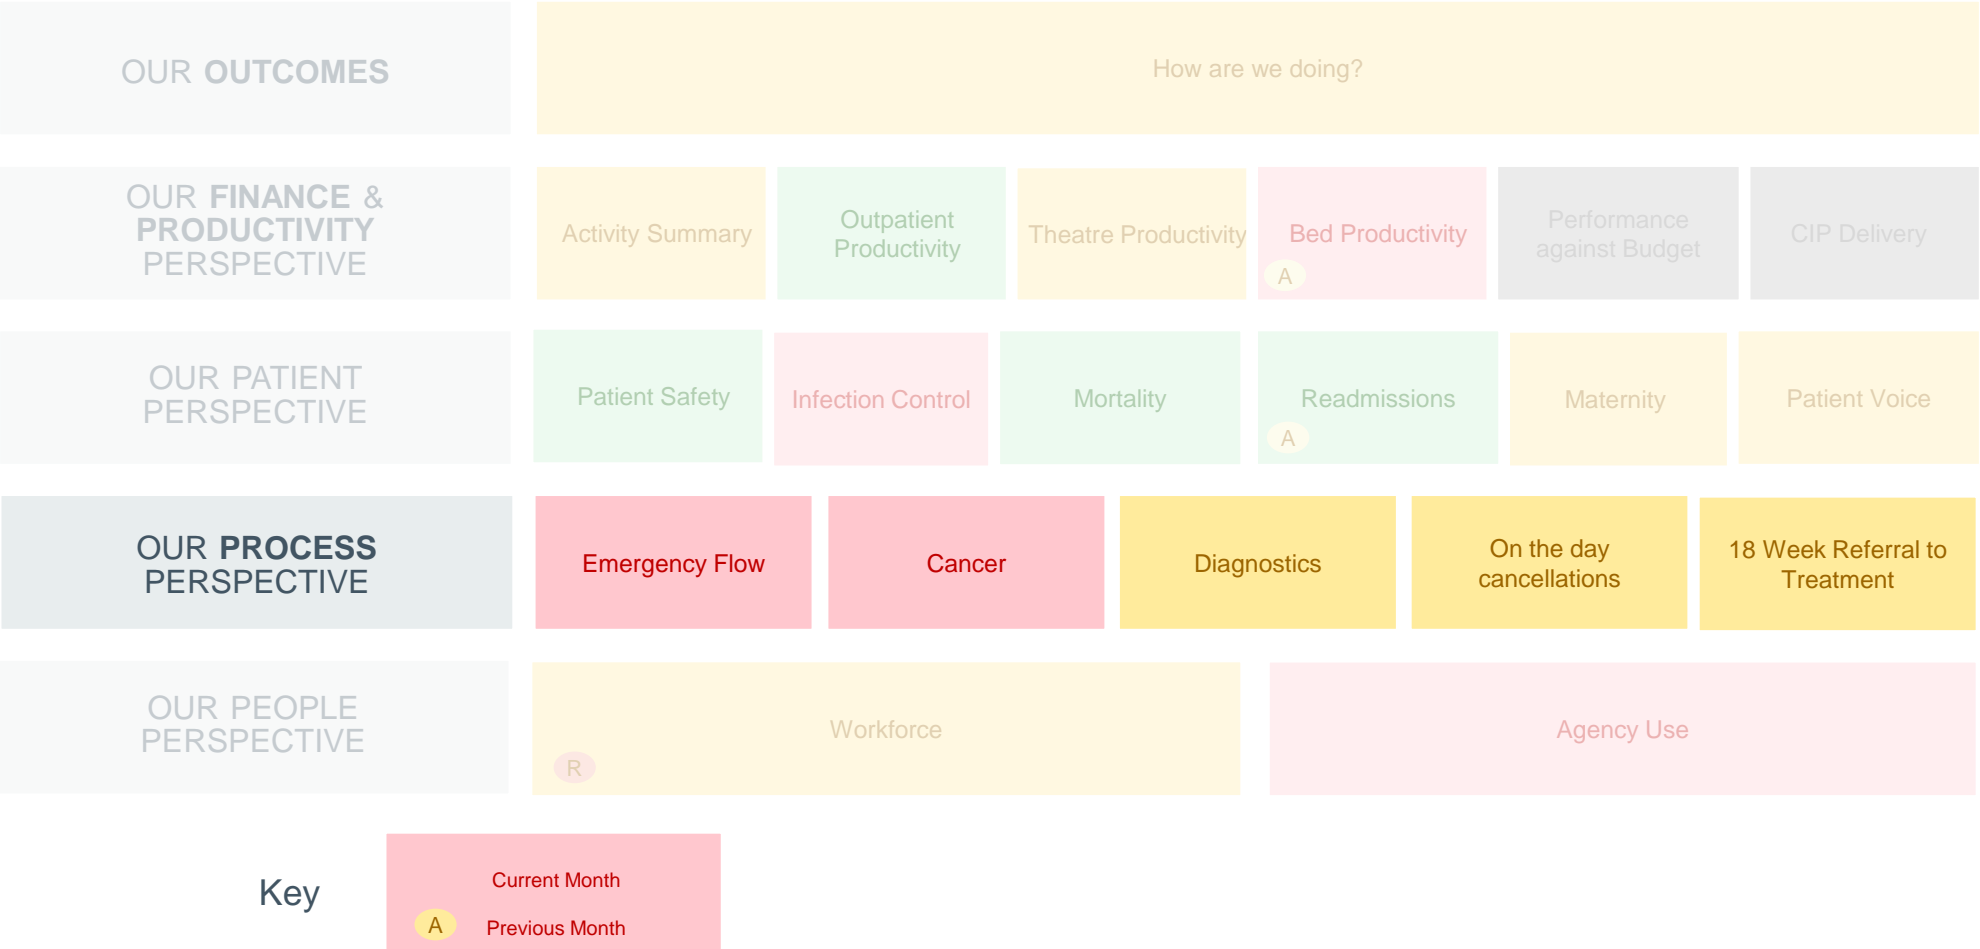 OUR OUTCOMES
How are we doing?
OUR FINANCE &
PRODUCTIVITY
PERSPECTIVE
Activity Summary
Outpatient
Productivity
Theatre Productivity
Bed Productivity
A
Performance
against Budget
CIP Delivery
OUR PATIENT
PERSPECTIVE
Patient Safety
Infection Control
Mortality
Readmissions
A
Maternity
Patient Voice
OUR PROCESS
PERSPECTIVE
Emergency Flow
Cancer
Diagnostics
On the day
cancellations
18 Week Referral to
Treatment
OUR PEOPLE
PERSPECTIVE
Workforce
R
Agency Use
Key
Current Month
A
Previous Month